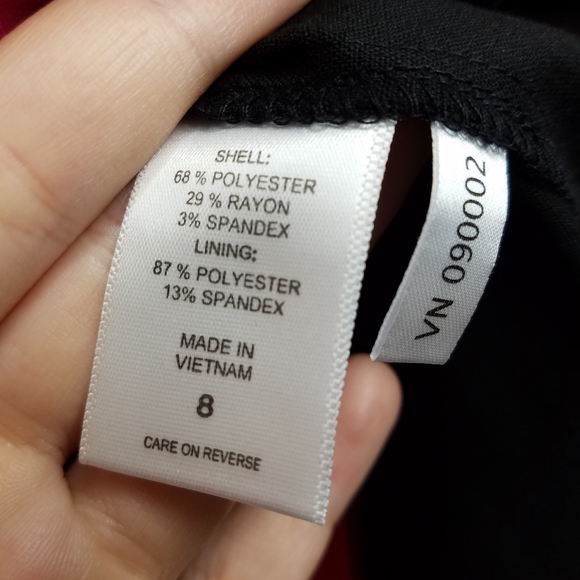 SHELL:
68 % POLYESTER
29 % RAYON
3% SPANDEX
LINING:
87 % POLYESTER
13% SPANDEX
MADE IN
VIETNAM
8
CARE ON REVERSE
VN 090002